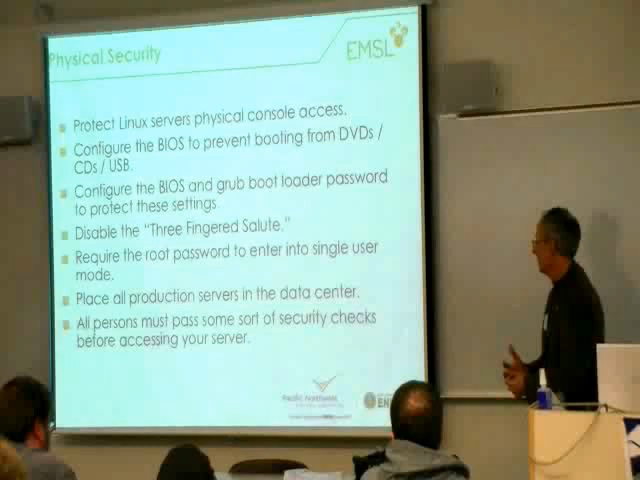 Physical Security
EMSL
Protect Linux servers physical console access.
Configure the BIOS to prevent booting from DVDs /
CDs / USB.
Configure the BIOS and grub boot loader password
to protect these settings
Disable the "Three Fingered Salute."
Require the root password to enter into single user
mode.
Place all production servers in the data center.
All persons must pass some sort of security checks
before accessing your server.
Pacific Northwest